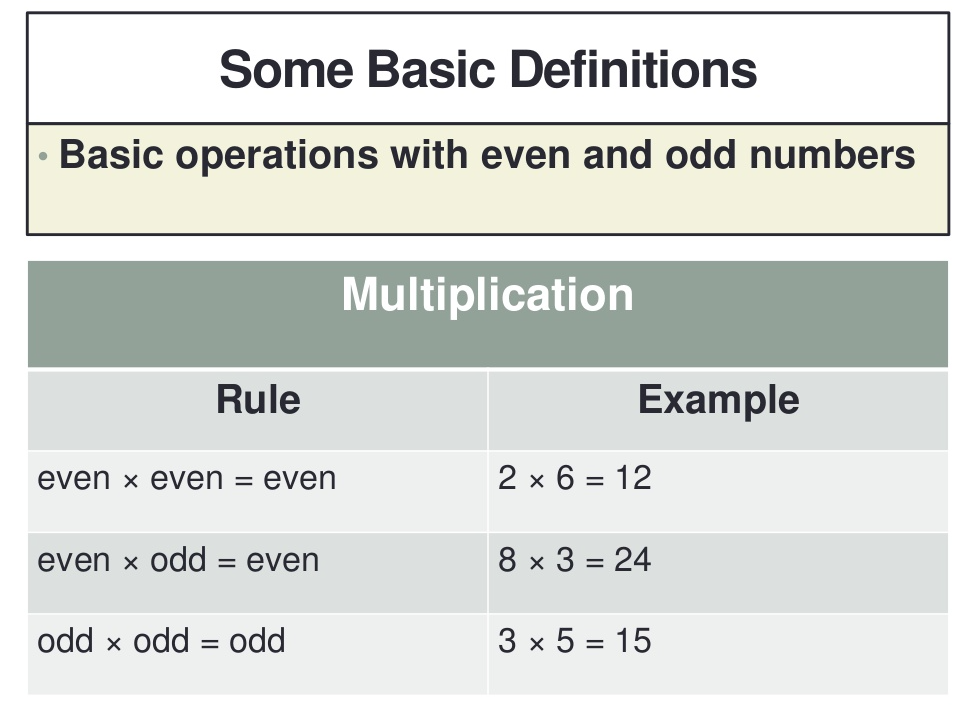 Some Basic Definitions
• Basic operations with even and odd numbers
Multiplication
Rule Example
even × even = even 2 × 6 = 12
even × odd = even 8 × 3 = 24
odd × odd = odd 3 × 5 = 15